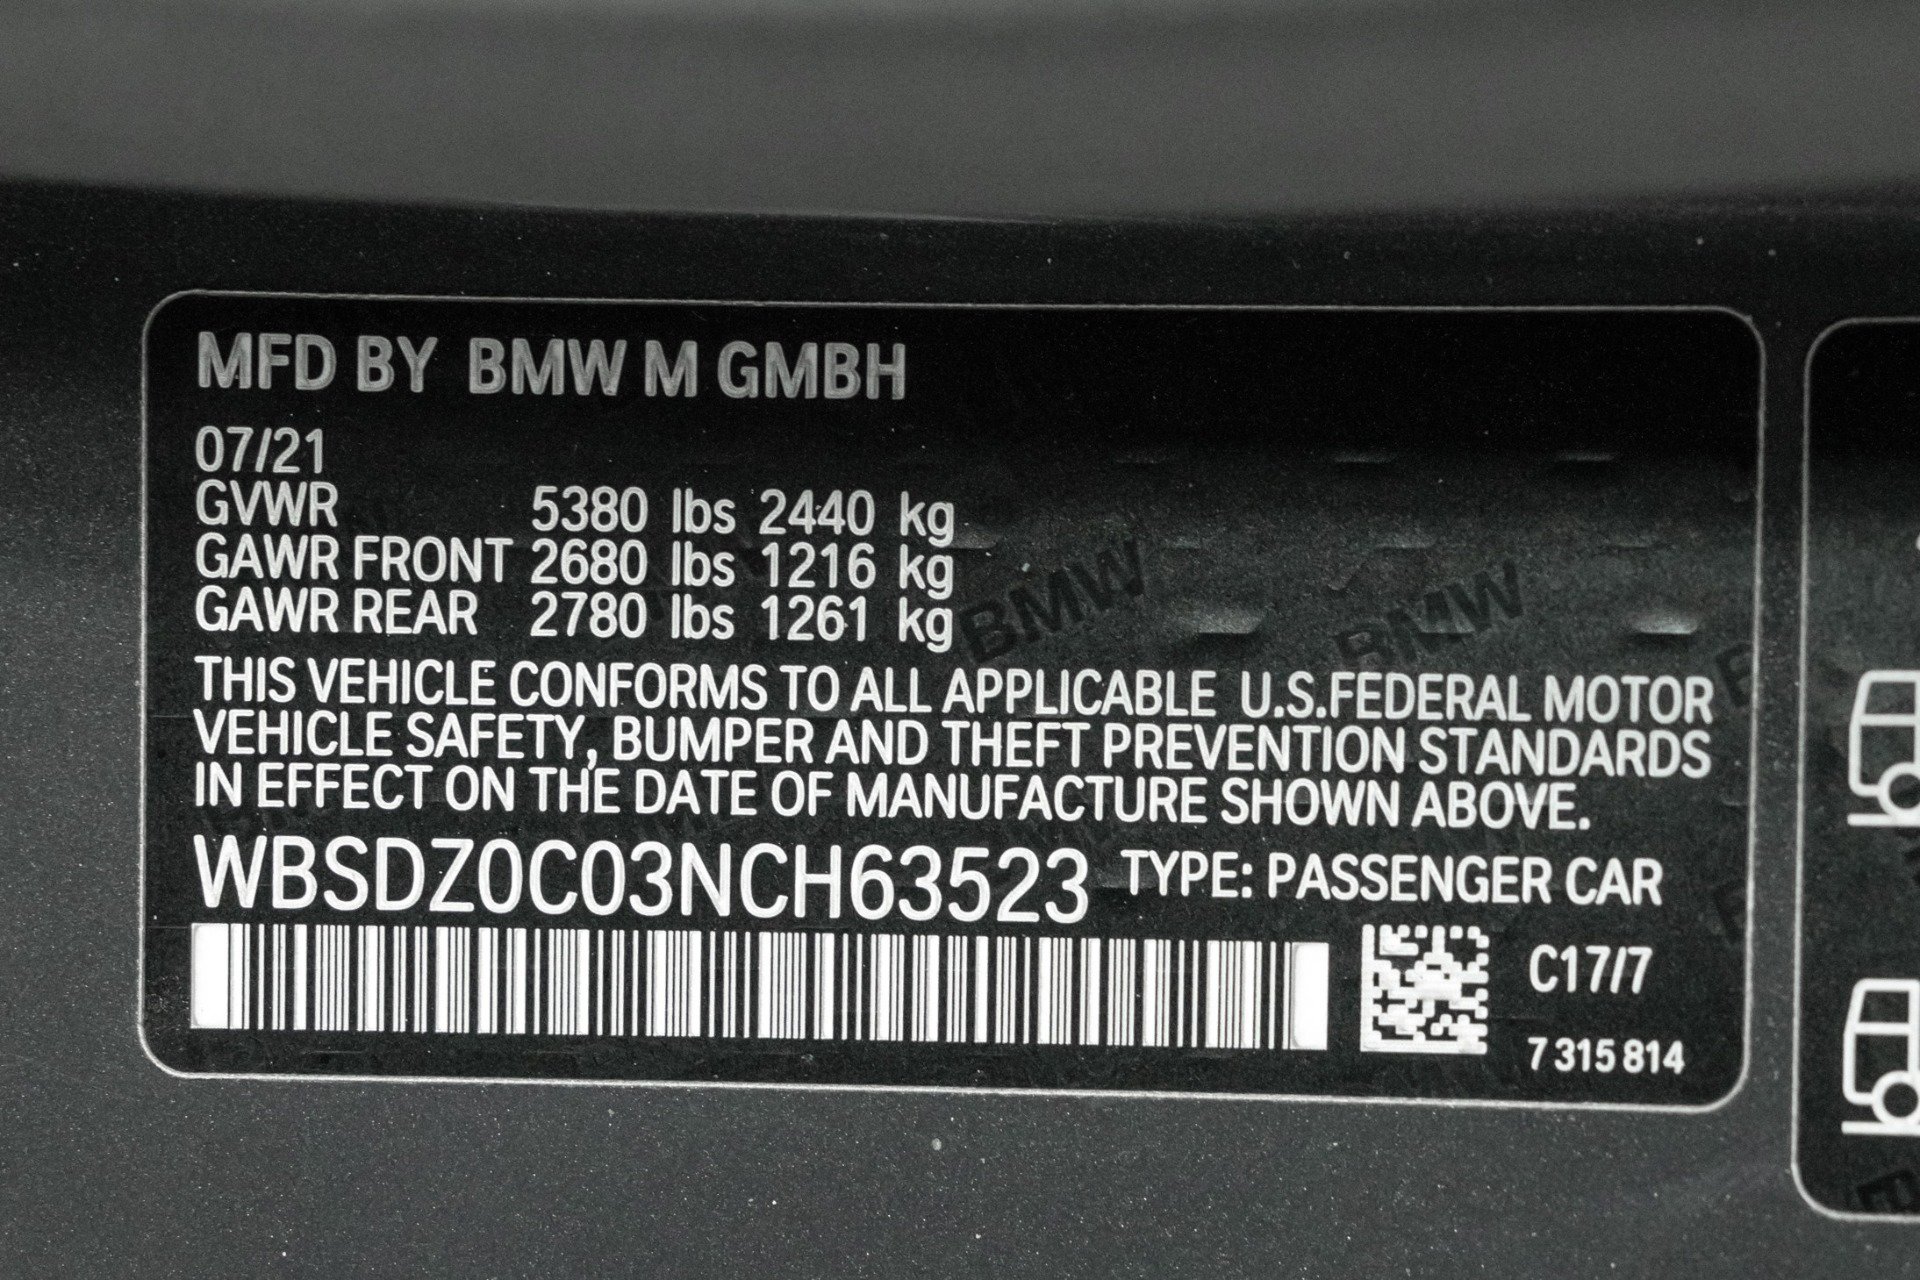 MFD BY BMW M GMBH
07/21
GVWR 5380 lbs 2440 kg
GAWR FRONT 2680 lbs 1216 kg
GAWR REAR 2780 lbs 1261 kg
BMW BMW
THIS VEHICLE CONFORMS TO ALL APPLICABLE U.S.FEDERAL MOTOR
VEHICLE SAFETY, BUMPER AND THEFT PREVENTION STANDARDS
IN EFFECT ON THE DATE OF MANUFACTURE SHOWN ABOVE.
WBSDZ0C03NCH63523 TYPE: PASSENGER CAR
C17/7
7 315 814